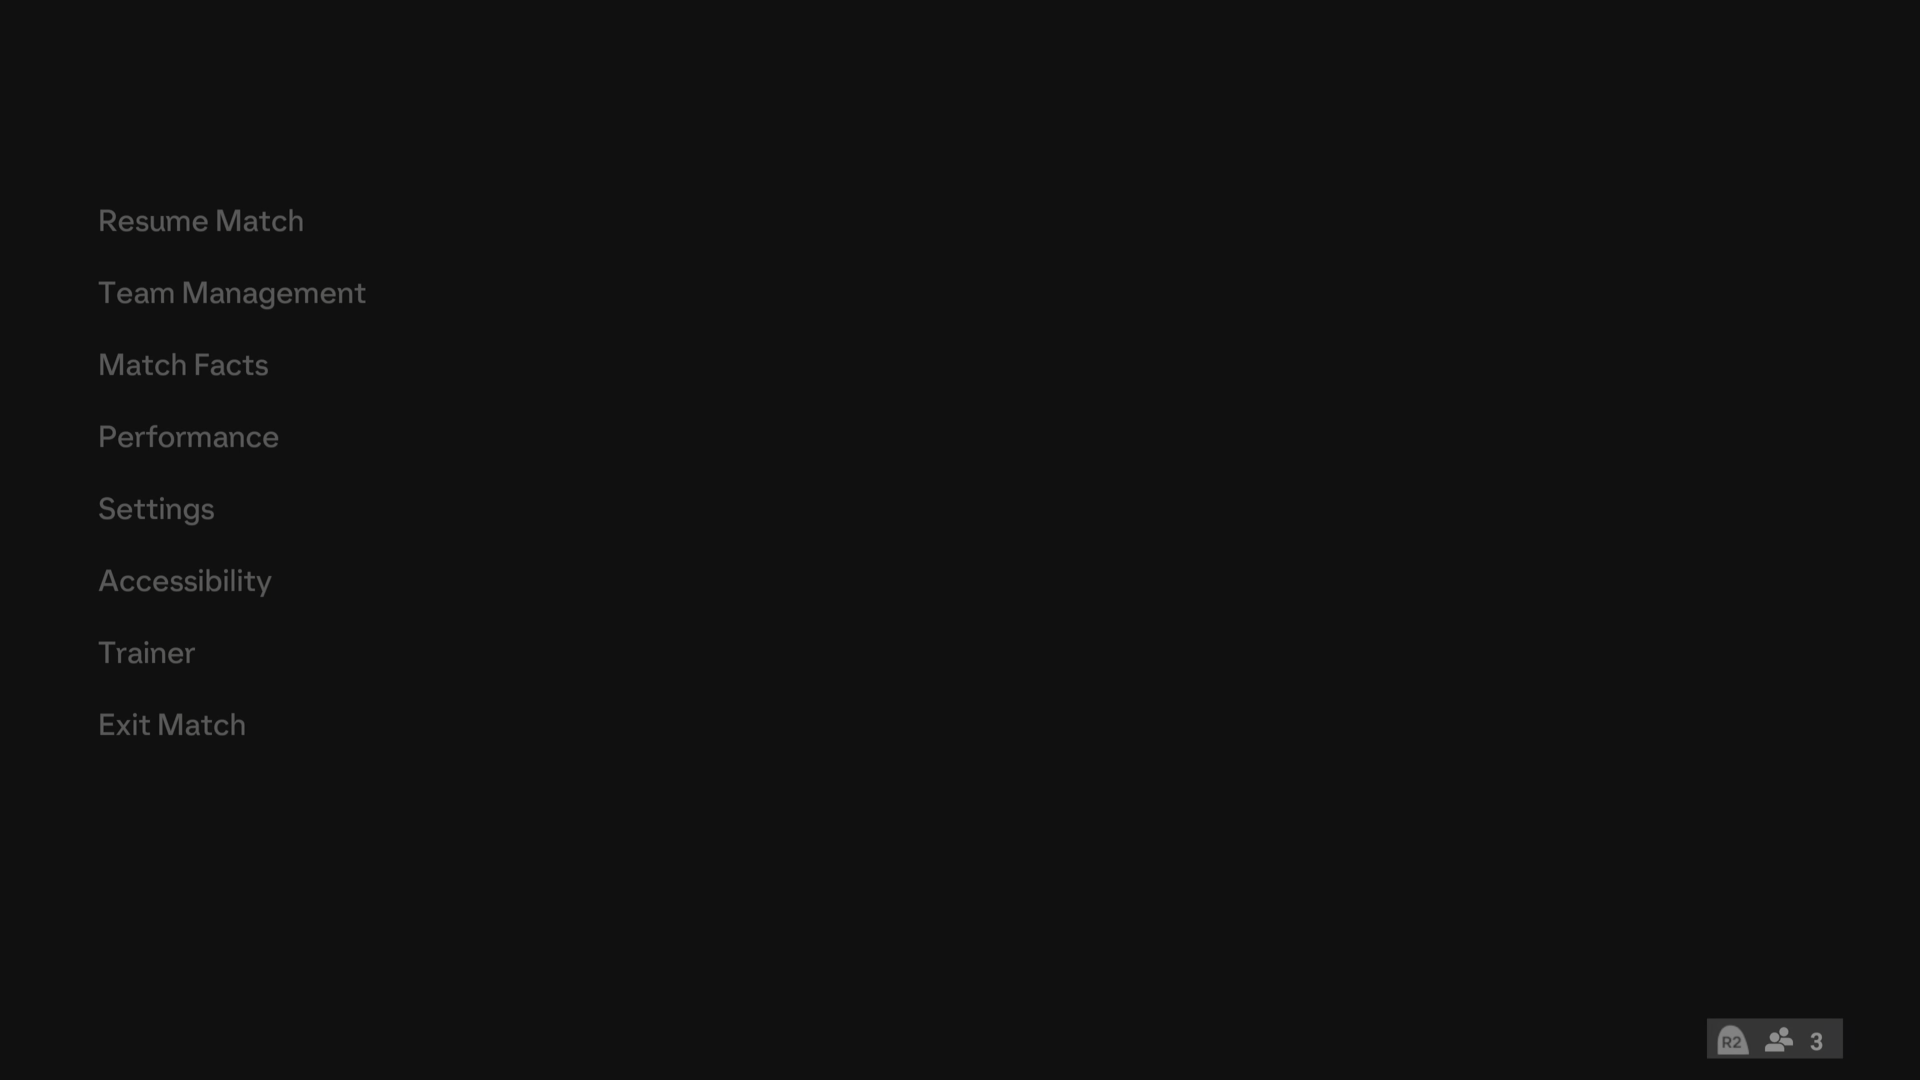 Resume Match
Team Management
Match Facts
Performance
Settings
Accessibility
Trainer
Exit Match
R2 3